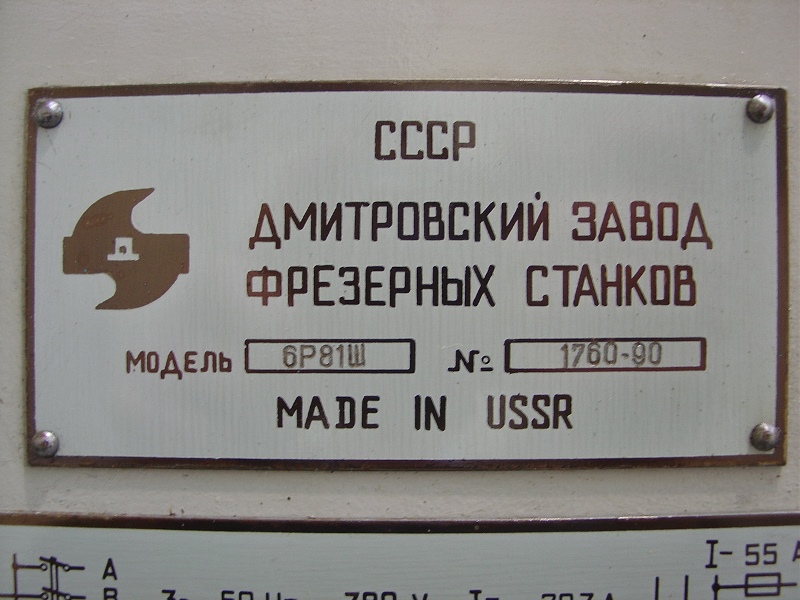 СССР
ДМИТРОВСКИЙ ЗАВОД
ФРЕЗЕРНЫХ СТАНКОВ
МОДЕЛЬ 6Р81Ш № 1760-90
MADE IN USSR
I- 55 A
A
B